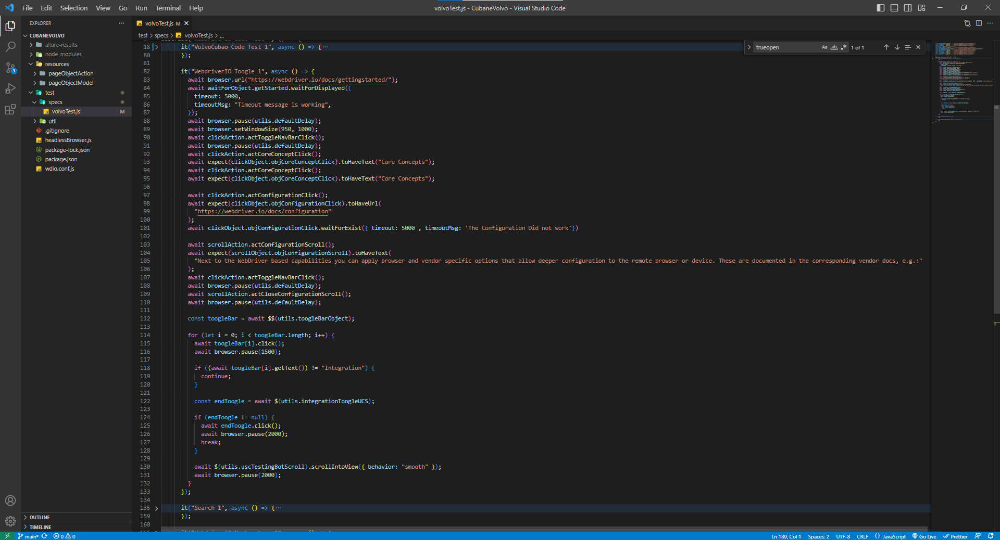 File Edit Selection View Go Run Terminal Help
volvoTest.js - CubaneVolvo - Visual Studio Code
EXPLORER
CUBANEVOLVO
allure-results
node_modules
resources
pageObjectAction
pageObjectModel
test
specs
volvoTest.js M
util
.gitignore
headlessBrowser.js
package-lock.json
package.json
wdio.conf.js
OUTLINE
TIMELINE
3
volvoTest.js M
test > specs > volvoTest.js > ...
trueopen Aa ab 1 of 1
18 it("VolvoCubao Code Test 1", async () => {
80 });
81
82 it("WebdriverIO Toogle 1", async () => {
83 await browser.url("https://webdriver.io/docs/gettingstarted/");
84 await waitForObject.getStarted.waitForDisplayed({
85 timeout: 5000,
86 timeoutMsg: "Timeout message is working",
87 });
88 await browser.pause(utils.defaultDelay);
89 await browser.setWindowSize(950, 1000);
90 await clickAction.actToggleNavBarClick();
91 await browser.pause(utils.defaultDelay);
92 await clickAction.actCoreConceptClick();
93 await expect(clickObject.objCoreConceptClick).toHaveText("Core Concepts");
94 await clickAction.actCoreConceptClick();
95 await expect(clickObject.objCoreConceptClick).toHaveText("Core Concepts");
96
97 await clickAction.actConfigurationClick();
98 await expect(clickObject.objConfigurationClick).toHaveUrl(
99 "https://webdriver.io/docs/configuration"
100 );
101 await clickObject.objConfigurationClick.waitForExist({ timeout: 5000 , timeoutMsg: 'The Configuration Did not work'})
102
103 await scrollAction.actConfigurationScroll();
104 await expect(scrollObject.objConfigurationScroll).toHaveText(
105 "Next to the WebDriver based capabilities you can apply browser and vendor specific options that allow deeper configuration to the remote browser or device. These are documented in the corresponding vendor docs, e.g.:"
106 );
107 await clickAction.actToggleNavBarClick();
108 await browser.pause(utils.defaultDelay);
109 await scrollAction.actCloseConfigurationScroll();
110 await browser.pause(utils.defaultDelay);
111
112 const toogleBar = await $$(utils.toogleBarObject);
113
114 for (let i = 0; i < toogleBar.length; i++) {
115 await toogleBar[i].click();
116 await browser.pause(1500);
117
118 if ((await toogleBar[i].getText()) != "Integration") {
119 continue;
120 }
121
122 const endToogle = await $(utils.integrationToogleUCS);
123
124 if (endToogle != null) {
125 await endToogle.click();
126 await browser.pause(2000);
127 break;
128 }
129
130 await $(utils.uscTestingBotScroll).scrollIntoView({ behavior: "smooth" });
131 await browser.pause(2000);
132 }
133 });
134
135 it("Search 1", async () => {
159 });
160
main* 0 0
Ln 189, Col 1 Spaces: 2 UTF-8 CRLF {} JavaScript Go Live Prettier